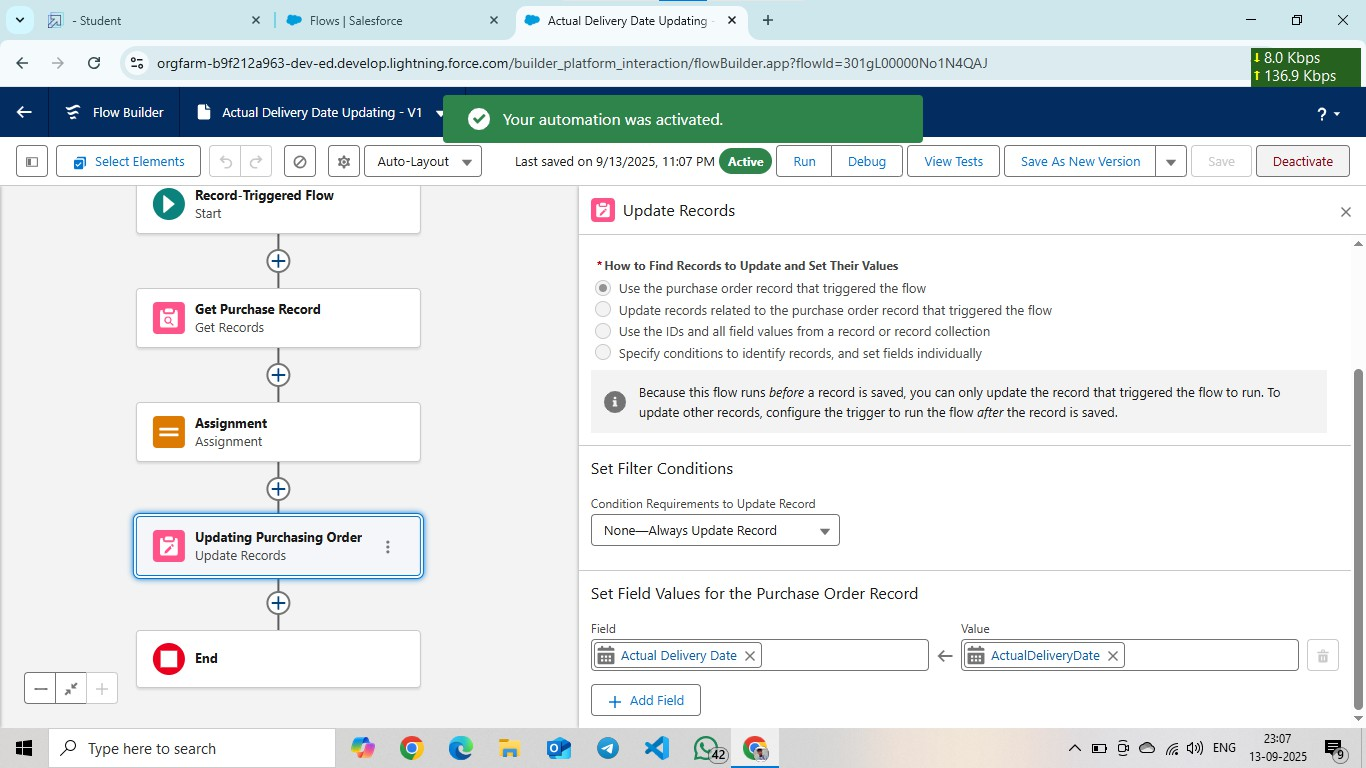 - Student
Flows | Salesforce
Actual Delivery Date Updating
orgfarm-b9f212a963-dev-ed.develop.lightning.force.com/builder_platform_interaction/flowBuilder.app?flowId=301gL00000No1N4QAJ
8.0 Kbps
136.9 Kbps
Flow Builder
Actual Delivery Date Updating - V1
Your automation was activated.
?
Select Elements
Auto-Layout
Last saved on 9/13/2025, 11:07 PM
Active
Run
Debug
View Tests
Save As New Version
Save
Deactivate
Record-Triggered Flow
Start
Get Purchase Record
Get Records
Assignment
Assignment
Updating Purchasing Order
Update Records
End
Update Records
*How to Find Records to Update and Set Their Values
Use the purchase order record that triggered the flow
Update records related to the purchase order record that triggered the flow
Use the IDs and all field values from a record or record collection
Specify conditions to identify records, and set fields individually
Because this flow runs before a record is saved, you can only update the record that triggered the flow to run. To
update other records, configure the trigger to run the flow after the record is saved.
Set Filter Conditions
Condition Requirements to Update Record
None—Always Update Record
Set Field Values for the Purchase Order Record
Field
Value
Actual Delivery Date
ActualDeliveryDate
Add Field
Type here to search
42
ENG
23:07
13-09-2025
9